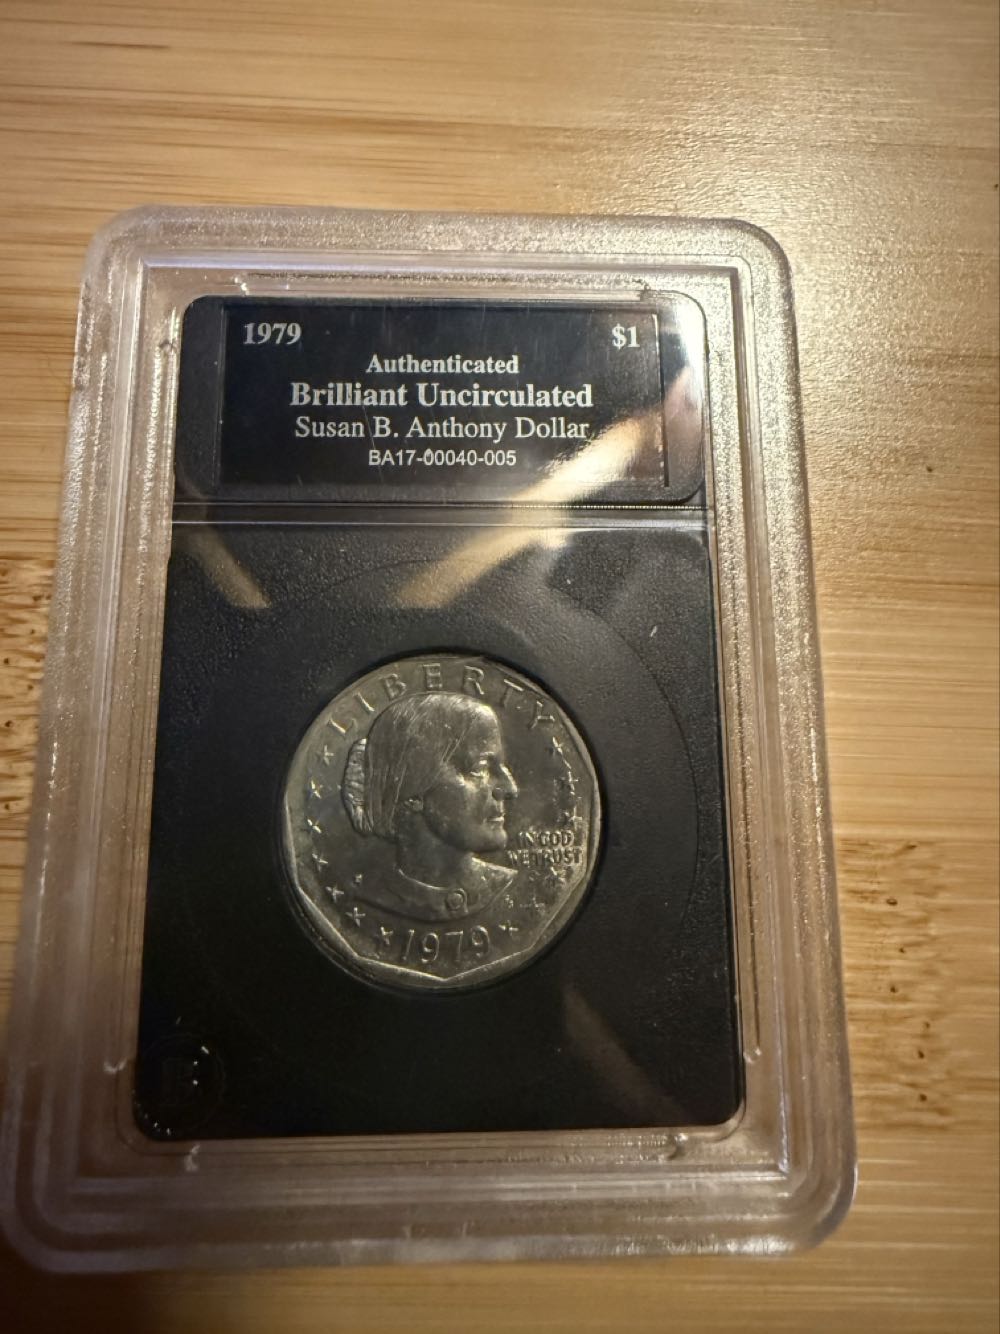 1979 $1
Authenticated
Brilliant Uncirculated
Susan B. Anthony Dollar
BA17-00040-005
LIBERTY
IN GOD
WE TRUST
1979